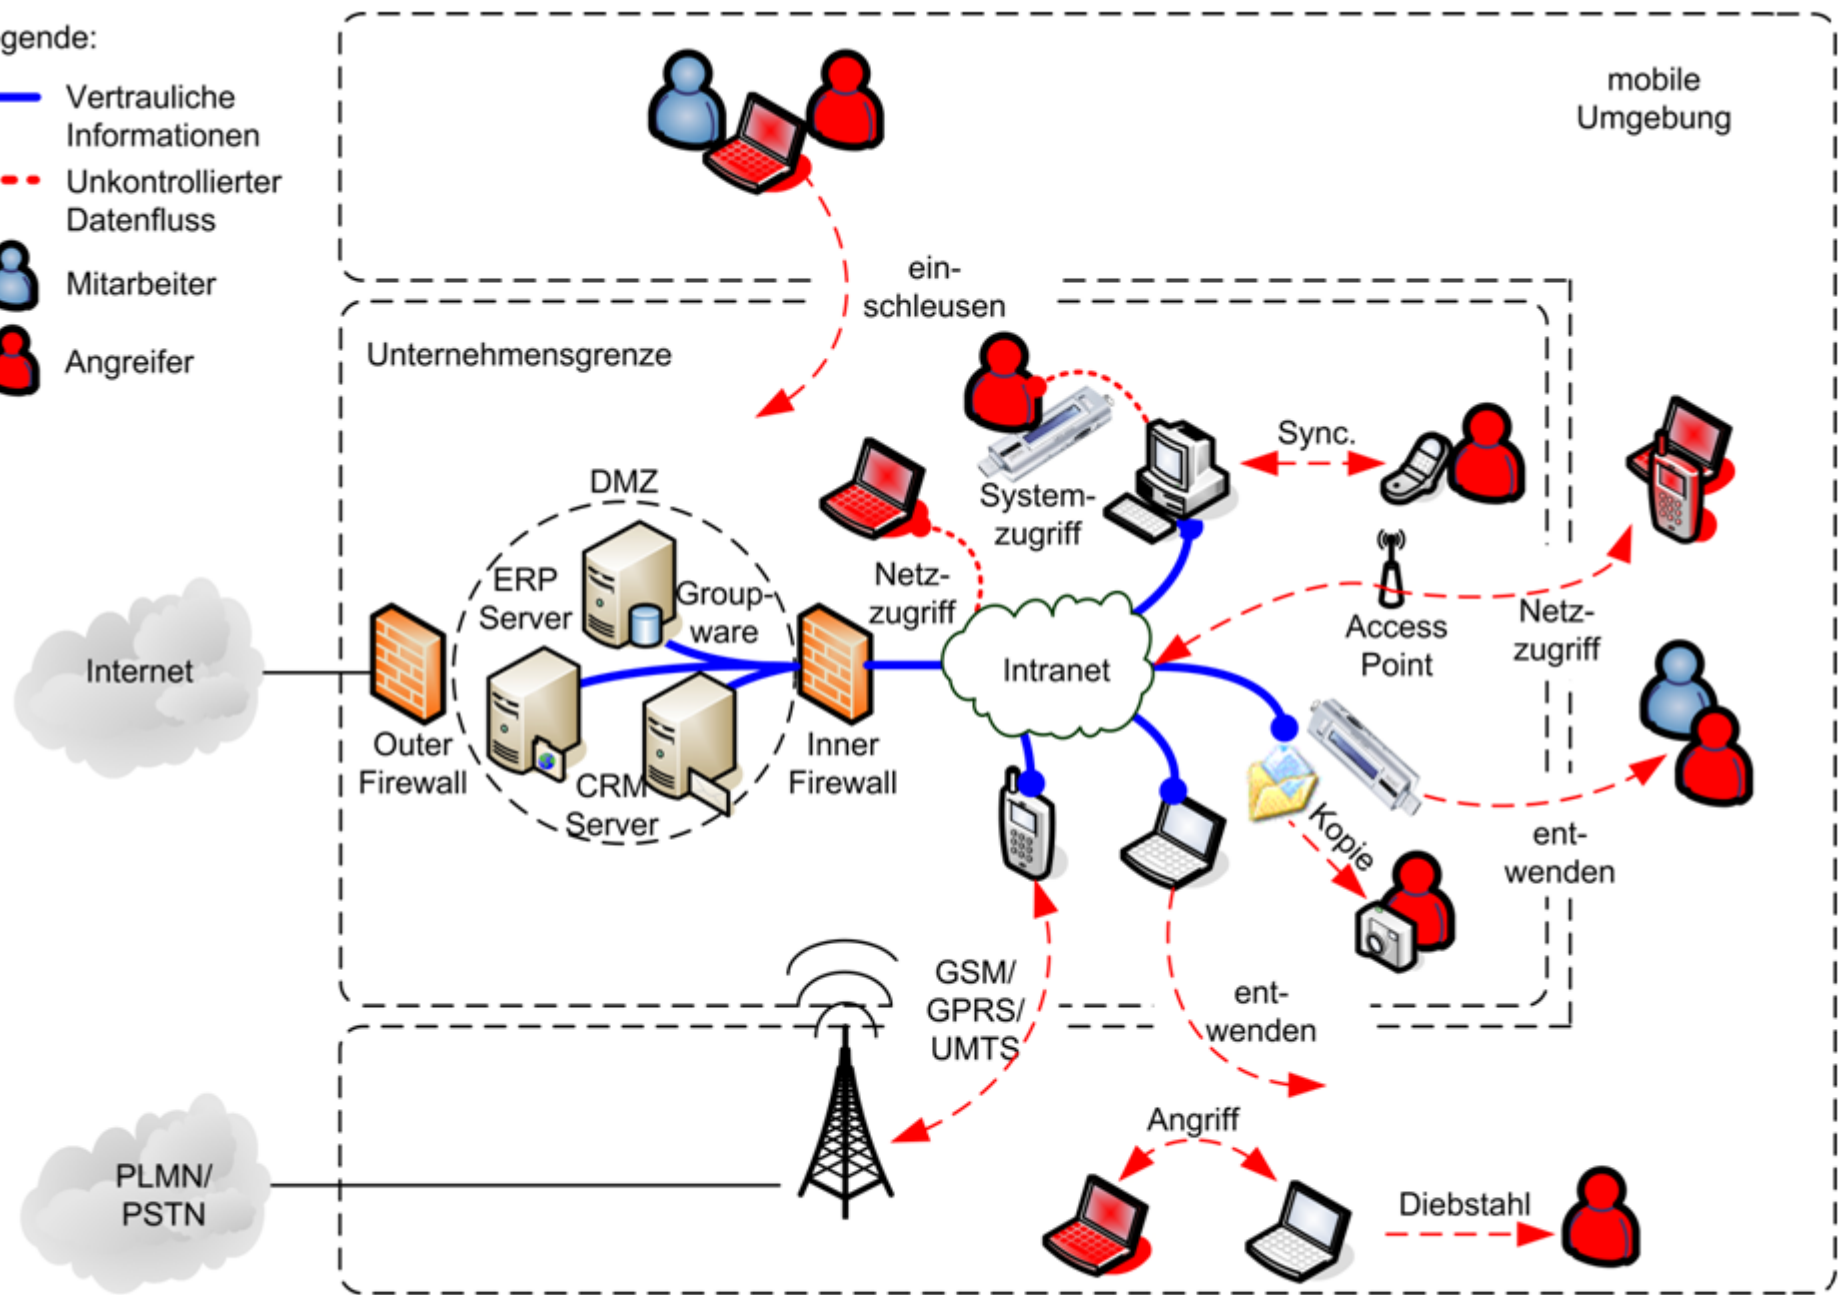 gende:
Vertrauliche
Informationen
Unkontrollierter
Datenfluss
Mitarbeiter
Angreifer
mobile
Umgebung
ein-
schleusen
Unternehmensgrenze
System-
zugriff
Sync.
DMZ
ERP
Server
Group-
ware
CRM
Server
Netz-
zugriff
Internet
Outer
Firewall
Inner
Firewall
Intranet
Access
Point
Netz-
zugriff
Kopie
ent-
wenden
GSM/
GPRS/
UMTS
ent-
wenden
PLMN/
PSTN
Angriff
Diebstahl